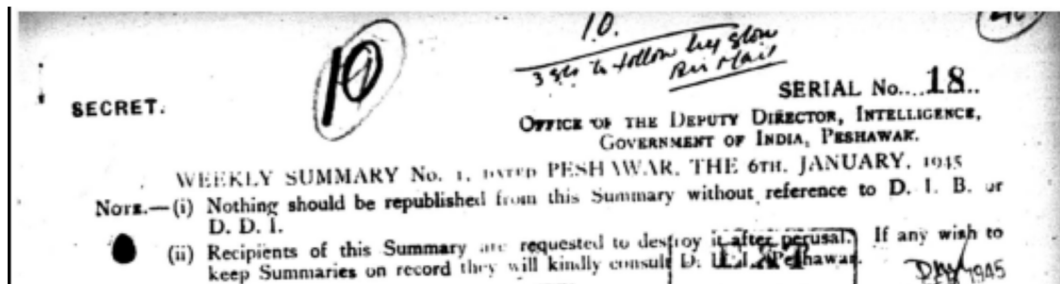 10
1.0.
3 to follow by slow
Air Mail
SECRET.
SERIAL No....18..
OFFICE OF THE DEPUTY DIRECTOR, INTELLIGENCE,
GOVERNMENT OF INDIA, PESHAWAR.
WEEKLY SUMMARY No. 1, DATED PESHAWAR, THE 6TH. JANUARY, 1945
NOTE.—(i) Nothing should be republished from this Summary without reference to D. I. B. or
D. D. I.
(ii) Recipients of this Summary are requested to destroy it after perusal. If any wish to
keep Summaries on record they will kindly consult D. D. I., Peshawar.
EXT
1945